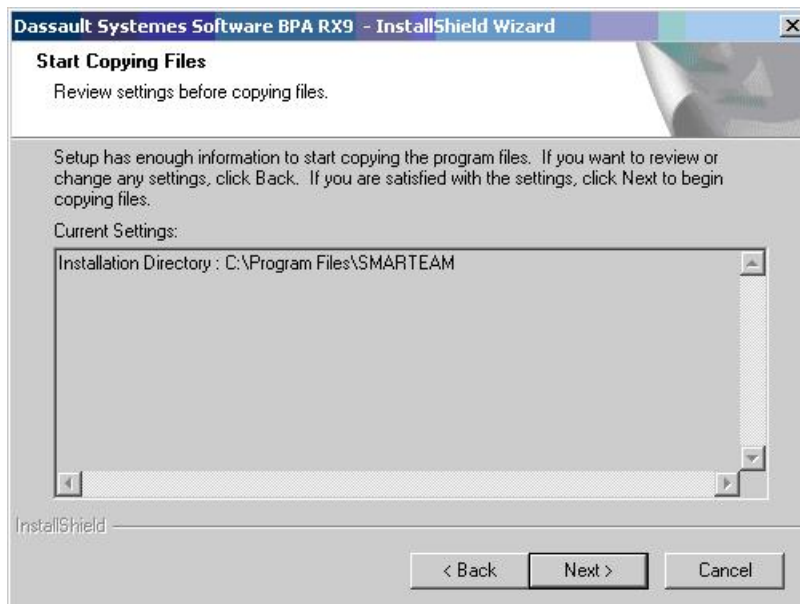 Dassault Systemes Software BPA RX9 - InstallShield Wizard
Start Copying Files
Review settings before copying files.
Setup has enough information to start copying the program files. If you want to review or
change any settings, click Back. If you are satisfied with the settings, click Next to begin
copying files.
Current Settings:
Installation Directory : C:\Program Files\SMARTEAM
InstallShield
< Back
Next >
Cancel